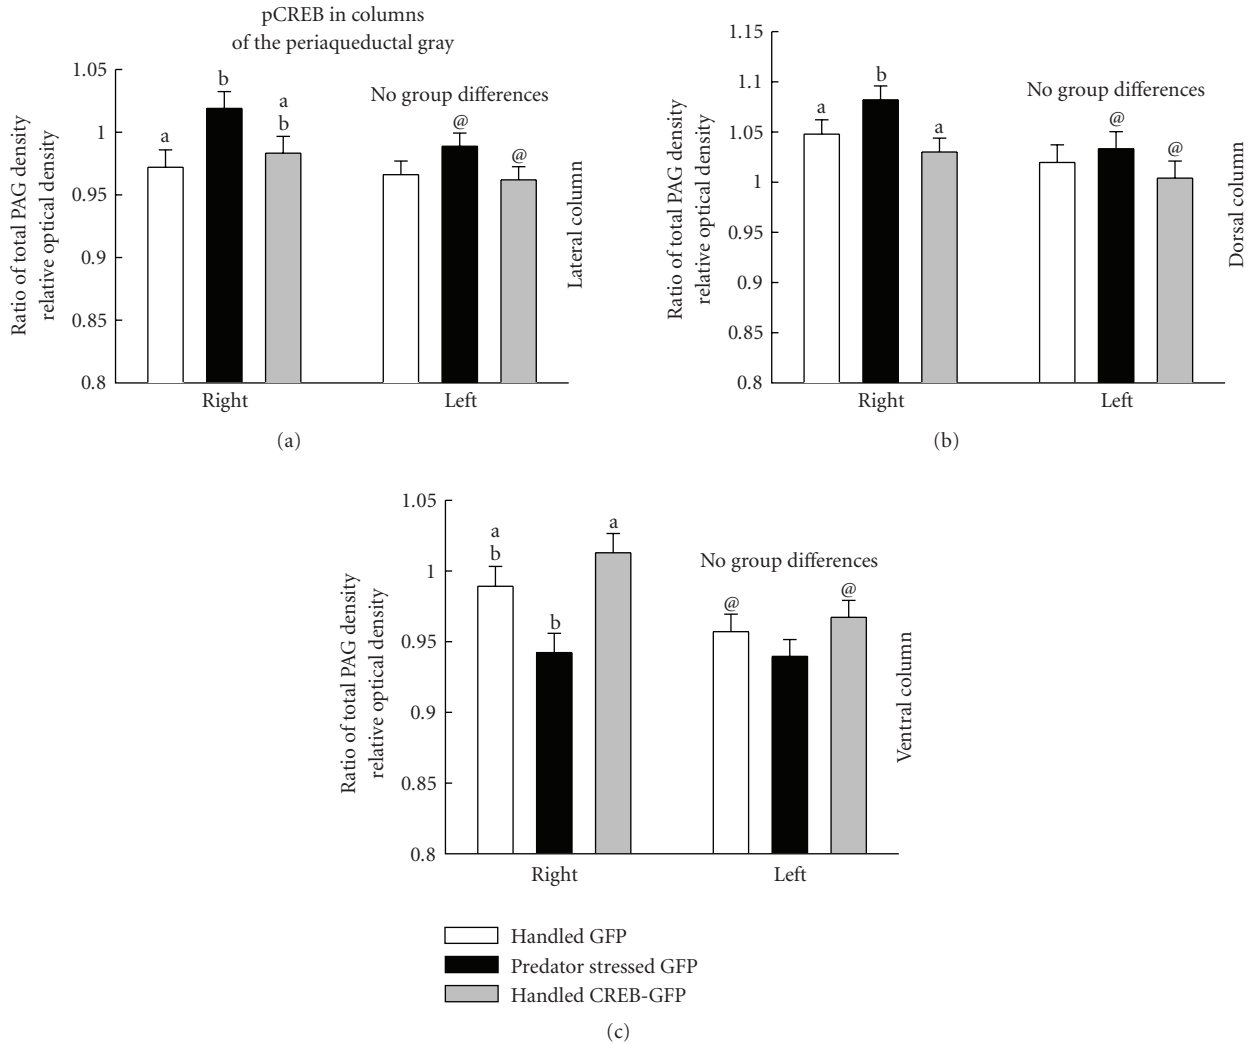 pCREB in columns
of the periaqueductal gray
Ratio of total PAG density
relative optical density
1.05
1
0.95
0.9
0.85
0.8
a
b
a
b
No group differences
@
@
Right
Left
Lateral column
(a)
Ratio of total PAG density
relative optical density
1.15
1.1
1.05
1
0.95
0.9
0.85
0.8
a
b
a
No group differences
@
@
Right
Left
Dorsal column
(b)
Ratio of total PAG density
relative optical density
1.05
1
0.95
0.9
0.85
0.8
a
b
b
a
No group differences
@
@
Right
Left
Ventral column
Handled GFP
Predator stressed GFP
Handled CREB-GFP
(c)